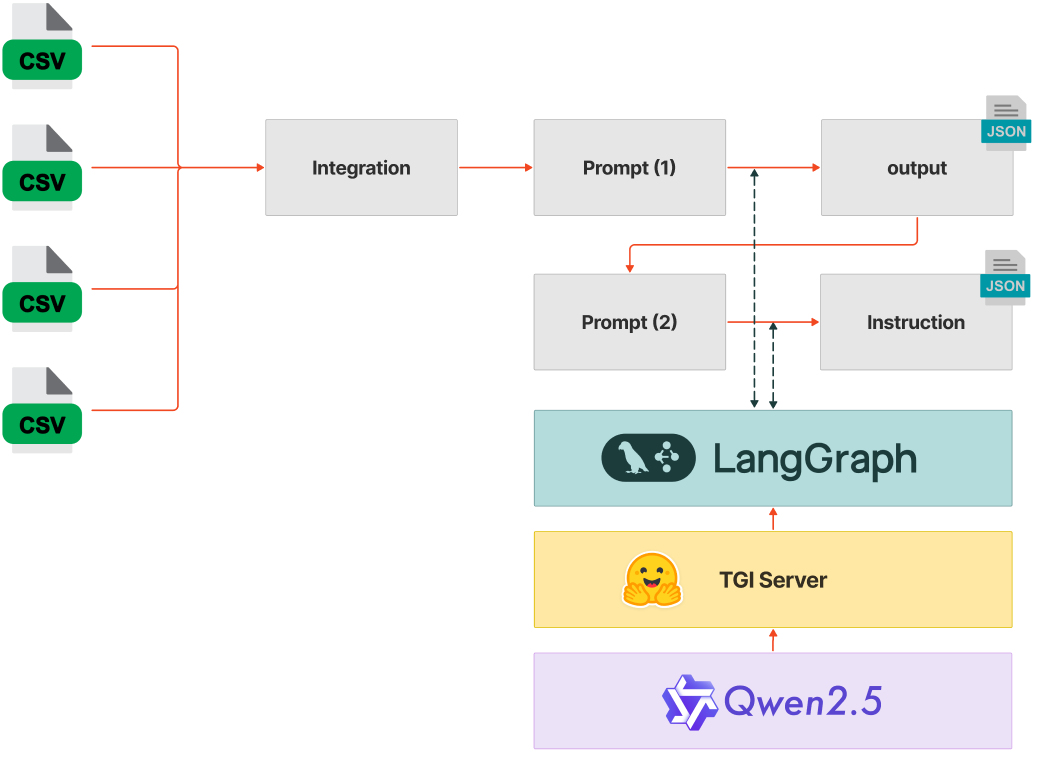 CSV
CSV
CSV
CSV
Integration
Prompt (1)
output
JSON
Prompt (2)
Instruction
JSON
LangGraph
TGI Server
Qwen2.5